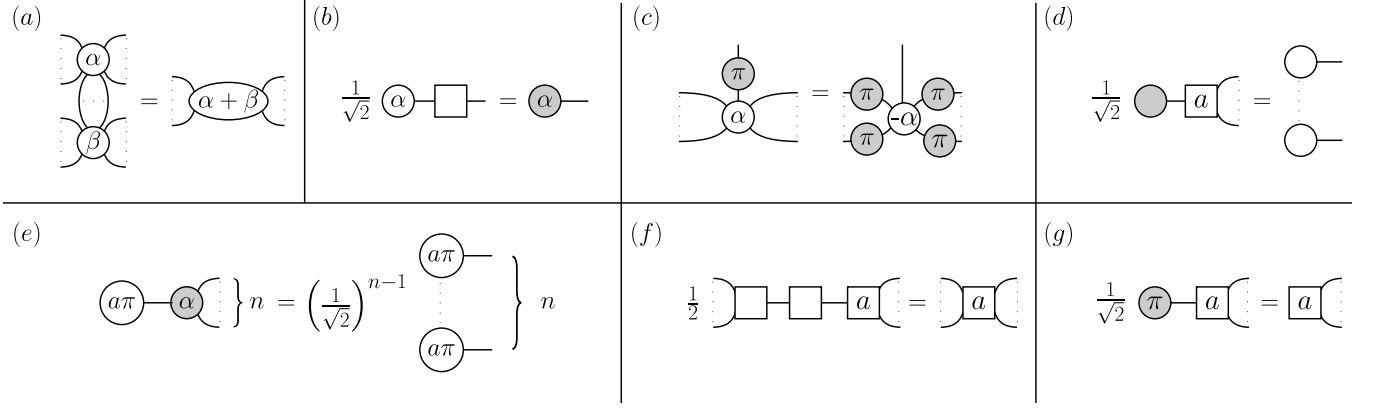 (a)
α
β
=
α + β
(b)
1/√2 α = α
(c)
π
α
=
π π
-α
π π
(d)
1/√2 a =
(e)
aπ α } n = (1/√2)^{n−1}
aπ
aπ
} n
(f)
1/2 a = a
(g)
1/√2 π a = a